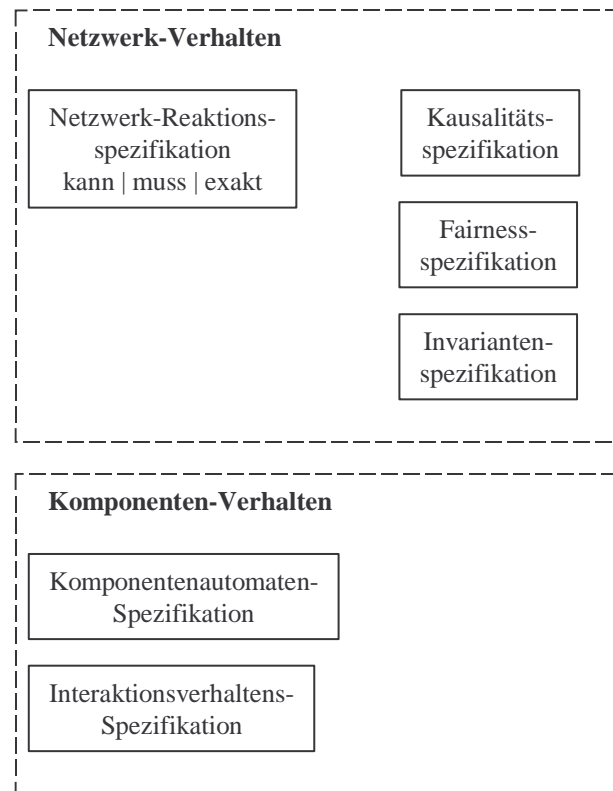 Netzwerk-Verhalten
Netzwerk-Reaktions-
spezifikation
kann | muss | exakt
Kausalitäts-
spezifikation
Fairness-
spezifikation
Invarianten-
spezifikation
Komponenten-Verhalten
Komponentenautomaten-
Spezifikation
Interaktionsverhaltens-
Spezifikation